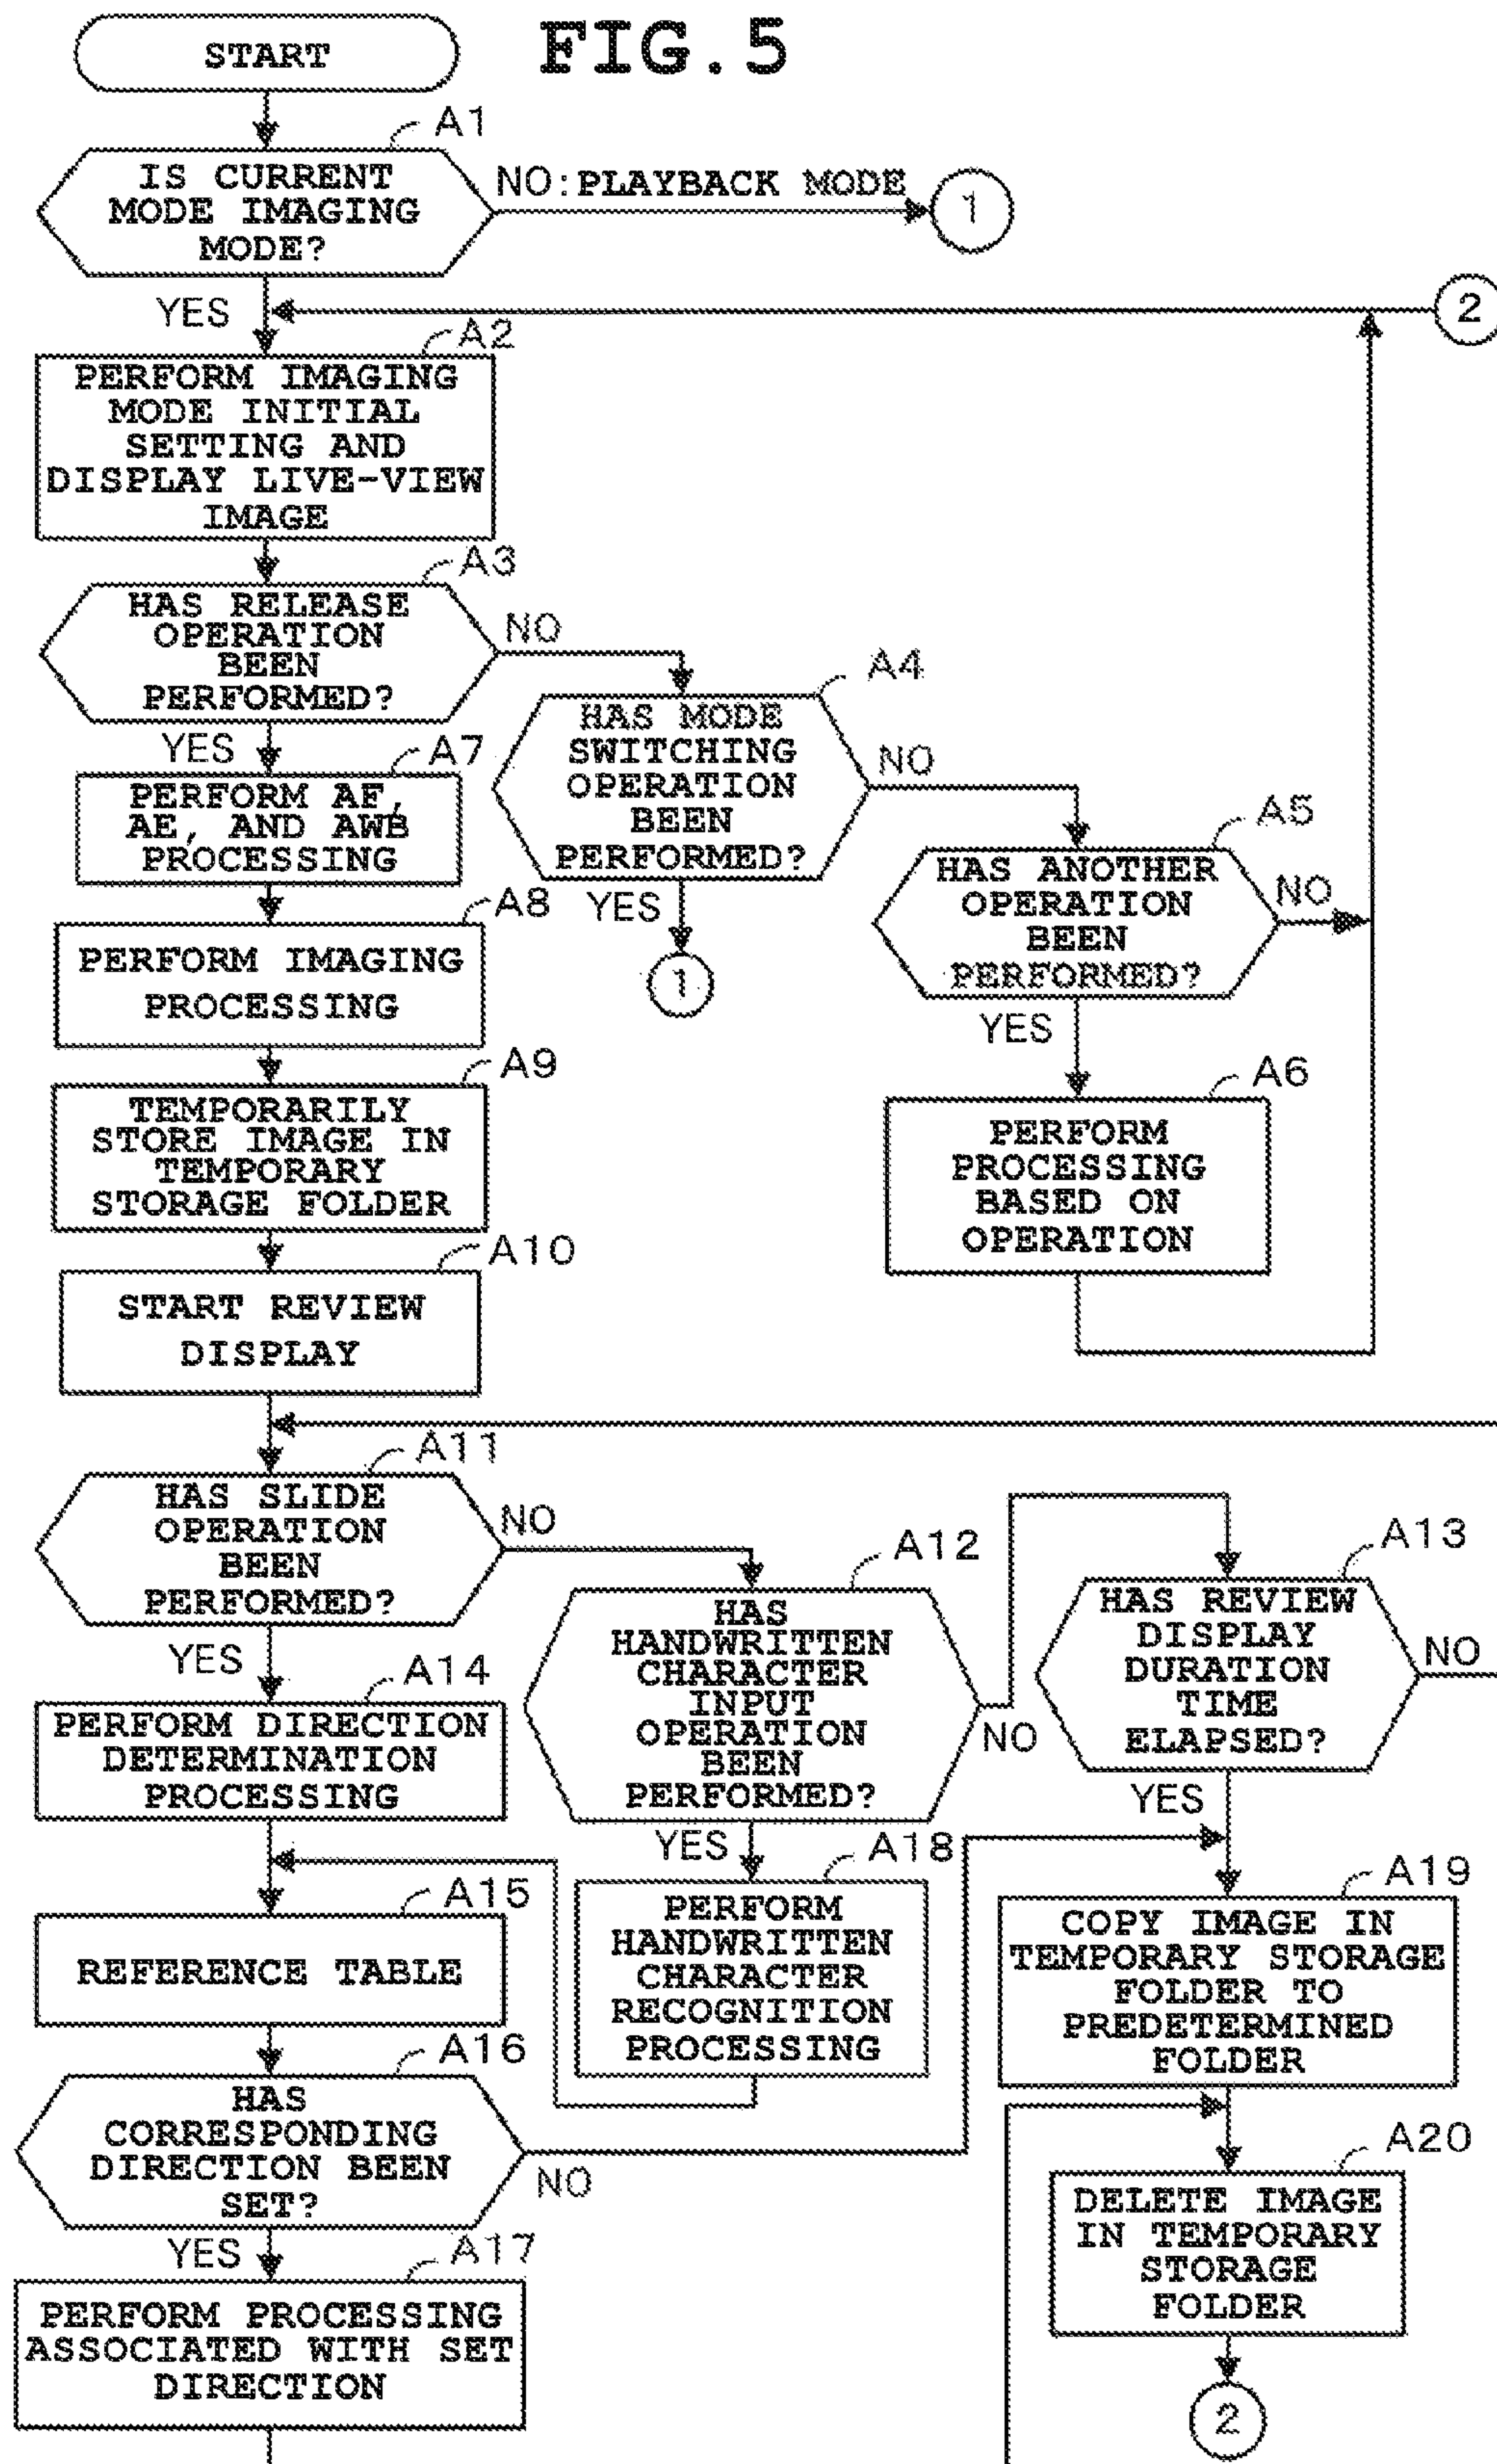 FIG.5
START
A1
IS CURRENT
MODE IMAGING
MODE?
NO:PLAYBACK MODE
1
YES
2
A2
PERFORM IMAGING
MODE INITIAL
SETTING AND
DISPLAY LIVE-VIEW
IMAGE
A3
HAS RELEASE
OPERATION
BEEN
PERFORMED?
NO
YES
A4
HAS MODE
SWITCHING
OPERATION
BEEN
PERFORMED?
NO
YES
1
A5
HAS ANOTHER
OPERATION
BEEN
PERFORMED?
NO
YES
A6
PERFORM
PROCESSING
BASED ON
OPERATION
A7
PERFORM AF,
AE, AND AWB
PROCESSING
A8
PERFORM IMAGING
PROCESSING
A9
TEMPORARILY
STORE IMAGE IN
TEMPORARY
STORAGE FOLDER
A10
START REVIEW
DISPLAY
A11
HAS SLIDE
OPERATION
BEEN
PERFORMED?
NO
YES
A12
HAS
HANDWRITTEN
CHARACTER
INPUT
OPERATION
BEEN
PERFORMED?
NO
YES
A13
HAS REVIEW
DISPLAY
DURATION
TIME
ELAPSED?
NO
YES
A14
PERFORM DIRECTION
DETERMINATION
PROCESSING
A18
PERFORM
HANDWRITTEN
CHARACTER
RECOGNITION
PROCESSING
A19
COPY IMAGE IN
TEMPORARY STORAGE
FOLDER TO
PREDETERMINED
FOLDER
A15
REFERENCE TABLE
A16
HAS
CORRESPONDING
DIRECTION BEEN
SET?
NO
YES
A20
DELETE IMAGE
IN TEMPORARY
STORAGE
FOLDER
2
A17
PERFORM PROCESSING
ASSOCIATED WITH SET
DIRECTION